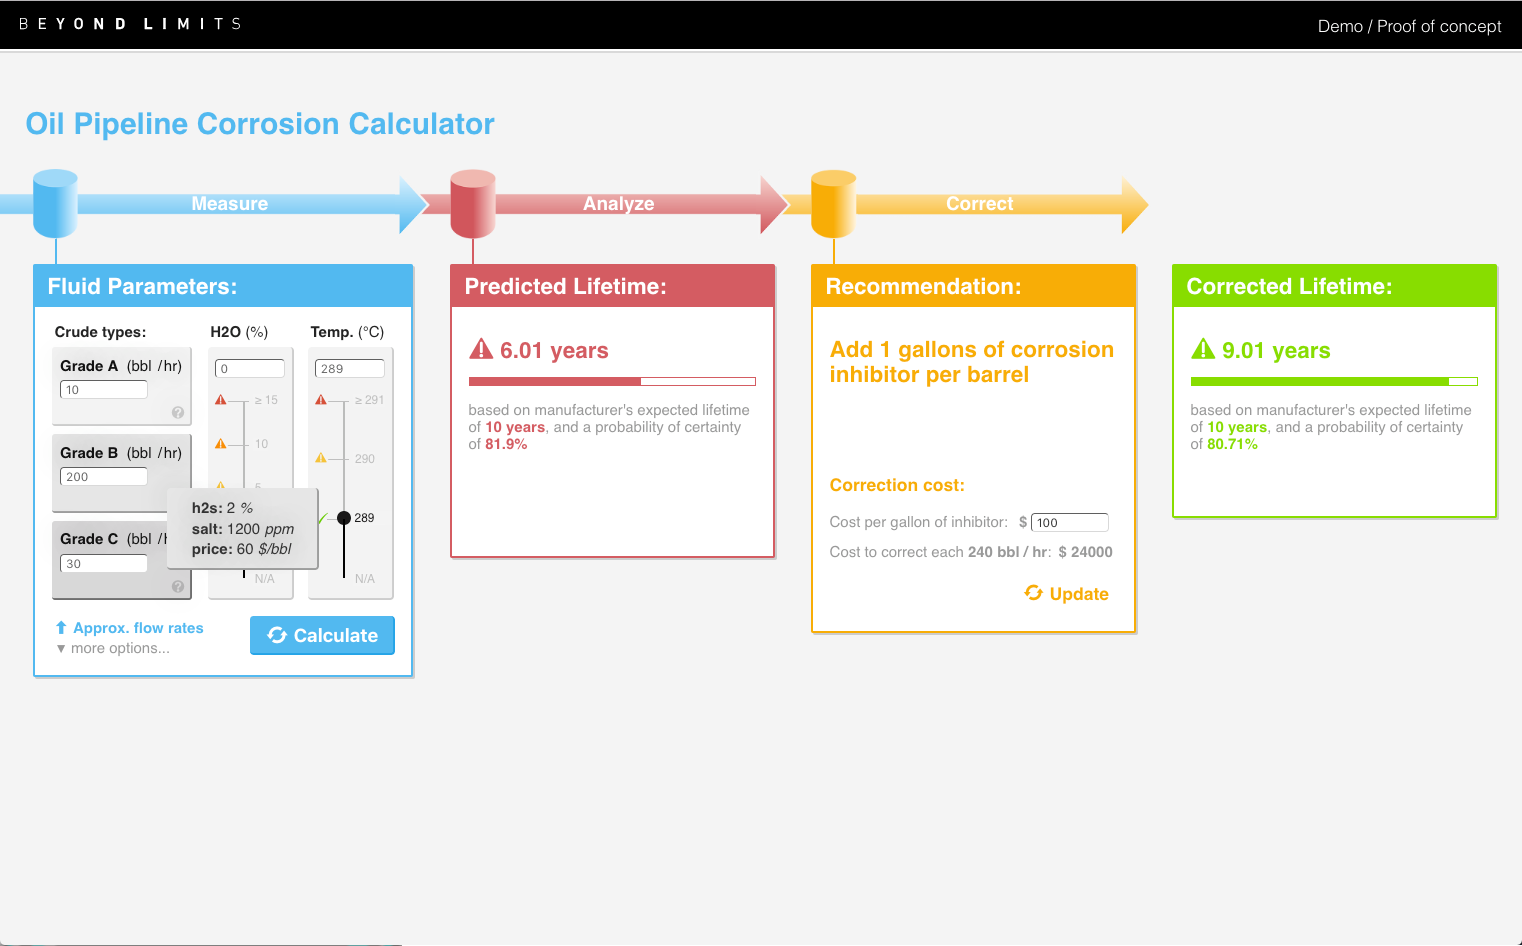 BEYOND LIMITS
Demo / Proof of concept
Oil Pipeline Corrosion Calculator
Measure
Analyze
Correct
Fluid Parameters:
Crude types:
H2O (%)
Temp. (°C)
Grade A (bbl /hr)
10
?
Grade B (bbl /hr)
200
Grade C (bbl /h
30
?
0
≥ 15
10
5
N/A
289
≥ 291
290
289
N/A
h2s: 2 %
salt: 1200 ppm
price: 60 $/bbl
Approx. flow rates
more options...
Calculate
Predicted Lifetime:
6.01 years
based on manufacturer's expected lifetime
of 10 years, and a probability of certainty
of 81.9%
Recommendation:
Add 1 gallons of corrosion
inhibitor per barrel
Correction cost:
Cost per gallon of inhibitor: $ 100
Cost to correct each 240 bbl / hr: $ 24000
Update
Corrected Lifetime:
9.01 years
based on manufacturer's expected lifetime
of 10 years, and a probability of certainty
of 80.71%